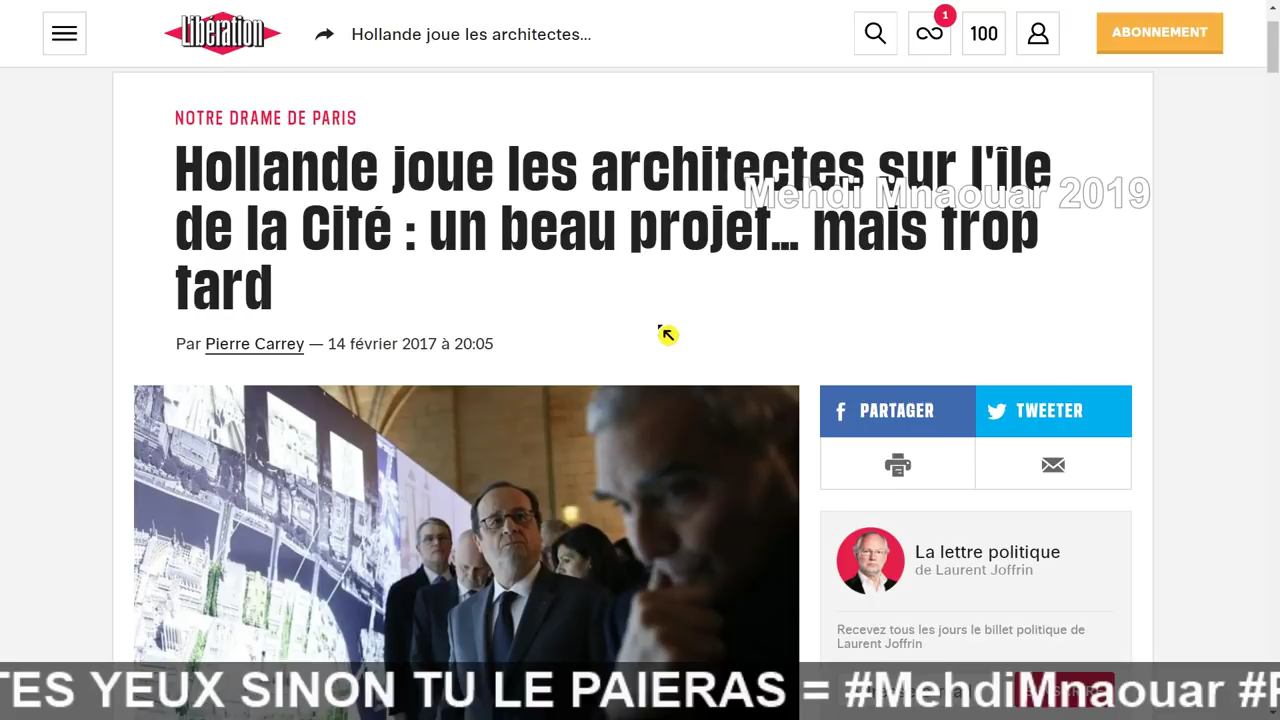 Libération
Hollande joue les architectes...
1
100
ABONNEMENT
NOTRE DRAME DE PARIS
Hollande joue les architectes sur l'île
Mehdi Mnaouar 2019
de la Cité : un beau projet... mais trop
tard
Par Pierre Carrey — 14 février 2017 à 20:05
PARTAGER
TWEETER
La lettre politique
de Laurent Joffrin
Recevez tous les jours le billet politique de
Laurent Joffrin
TES YEUX SINON TU LE PAIERAS = #MehdiMnaouar #